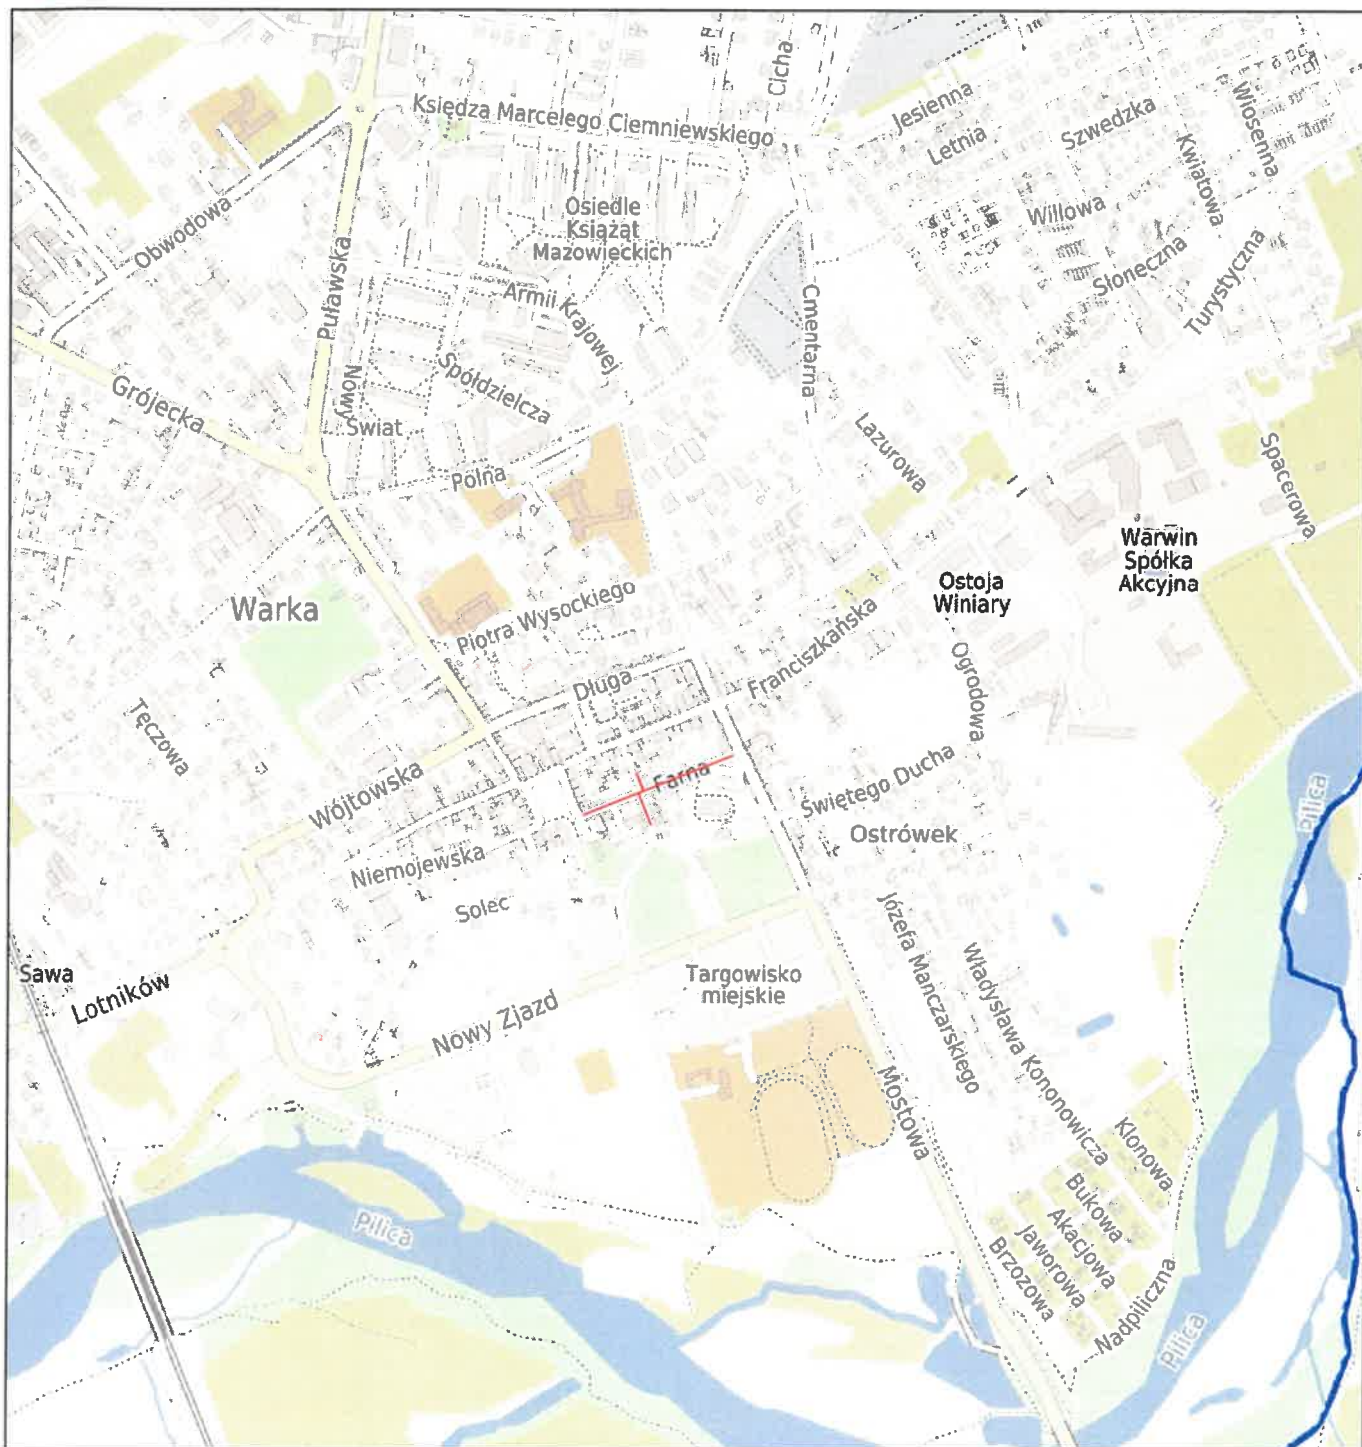 Cicha
Księdza Marcelego Ciemniewskiego
Jesienna
Letnia
Szwedzka
Wiosenna
Kwiatowa
Obwodowa
Osiedle
Książąt
Mazowieckich
Willowa
Słoneczna
Turystyczna
Puławska
Armii Krajowej
Cmentarna
Grójecka
Nowy
Świat
Spółdzielcza
Lazurowa
Spacerowa
Polna
Warwin
Spółka
Akcyjna
Ostoja
Winiary
Warka
Piotra Wysockiego
Franciszkańska
Ogrodowa
Długa
Tęczowa
Wójtowska
Farna
Świętego Ducha
Ostrówek
Pilica
Niemojewska
Solec
Józefa Manczarskiego
Władysława Kononowicza
Sawa
Lotników
Targowisko
miejskie
Nowy Zjazd
Mostowa
Klonowa
Bukowa
Akacjowa
Jaworowa
Brzozowa
Nadpiliczna
Pilica
Pilica